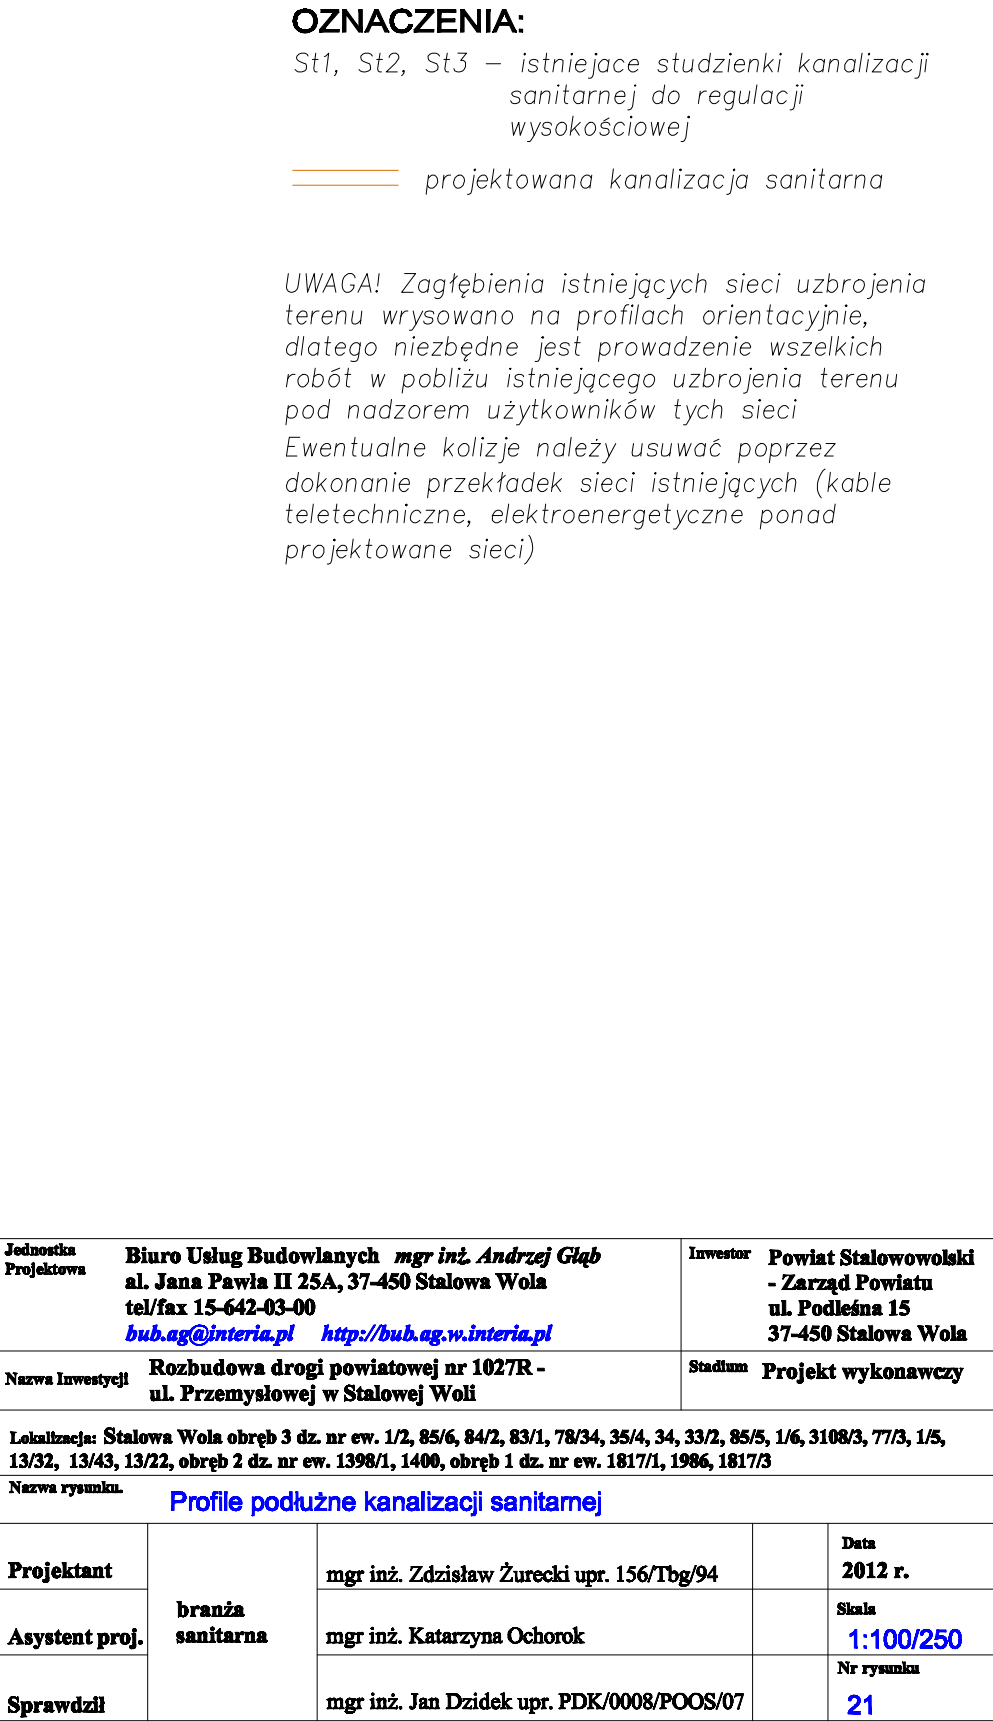 OZNACZENIA:
St1, St2, St3 – istniejace studzienki kanalizacji
sanitarnej do regulacji
wysokościowej
projektowana kanalizacja sanitarna
UWAGA! Zagłębienia istniejących sieci uzbrojenia
terenu wrysowano na profilach orientacyjnie,
dlatego niezbędne jest prowadzenie wszelkich
robót w pobliżu istniejącego uzbrojenia terenu
pod nadzorem użytkowników tych sieci
Ewentualne kolizje należy usuwać poprzez
dokonanie przekładek sieci istniejących (kable
teletechniczne, elektroenergetyczne ponad
projektowane sieci)
Jednostka
Projektowa
Biuro Usług Budowlanych mgr inż. Andrzej Głąb
al. Jana Pawła II 25A, 37-450 Stalowa Wola
tel/fax 15-642-03-00
bub.ag@interia.pl http://bub.ag.w.interia.pl
Inwestor
Powiat Stalowowolski
- Zarząd Powiatu
ul. Podleśna 15
37-450 Stalowa Wola
Nazwa Inwestycji
Rozbudowa drogi powiatowej nr 1027R -
ul. Przemysłowej w Stalowej Woli
Stadium Projekt wykonawczy
Lokalizacja: Stalowa Wola obręb 3 dz. nr ew. 1/2, 85/6, 84/2, 83/1, 78/34, 35/4, 34, 33/2, 85/5, 1/6, 3108/3, 77/3, 1/5,
13/32, 13/43, 13/22, obręb 2 dz. nr ew. 1398/1, 1400, obręb 1 dz. nr ew. 1817/1, 1986, 1817/3
Nazwa rysunku.
Profile podłużne kanalizacji sanitarnej
Projektant
branża
sanitarna
mgr inż. Zdzisław Żurecki upr. 156/Tbg/94
Data
2012 r.
Asystent proj.
mgr inż. Katarzyna Ochorok
Skala
1:100/250
Sprawdził
mgr inż. Jan Dzidek upr. PDK/0008/POOS/07
Nr rysunku
21